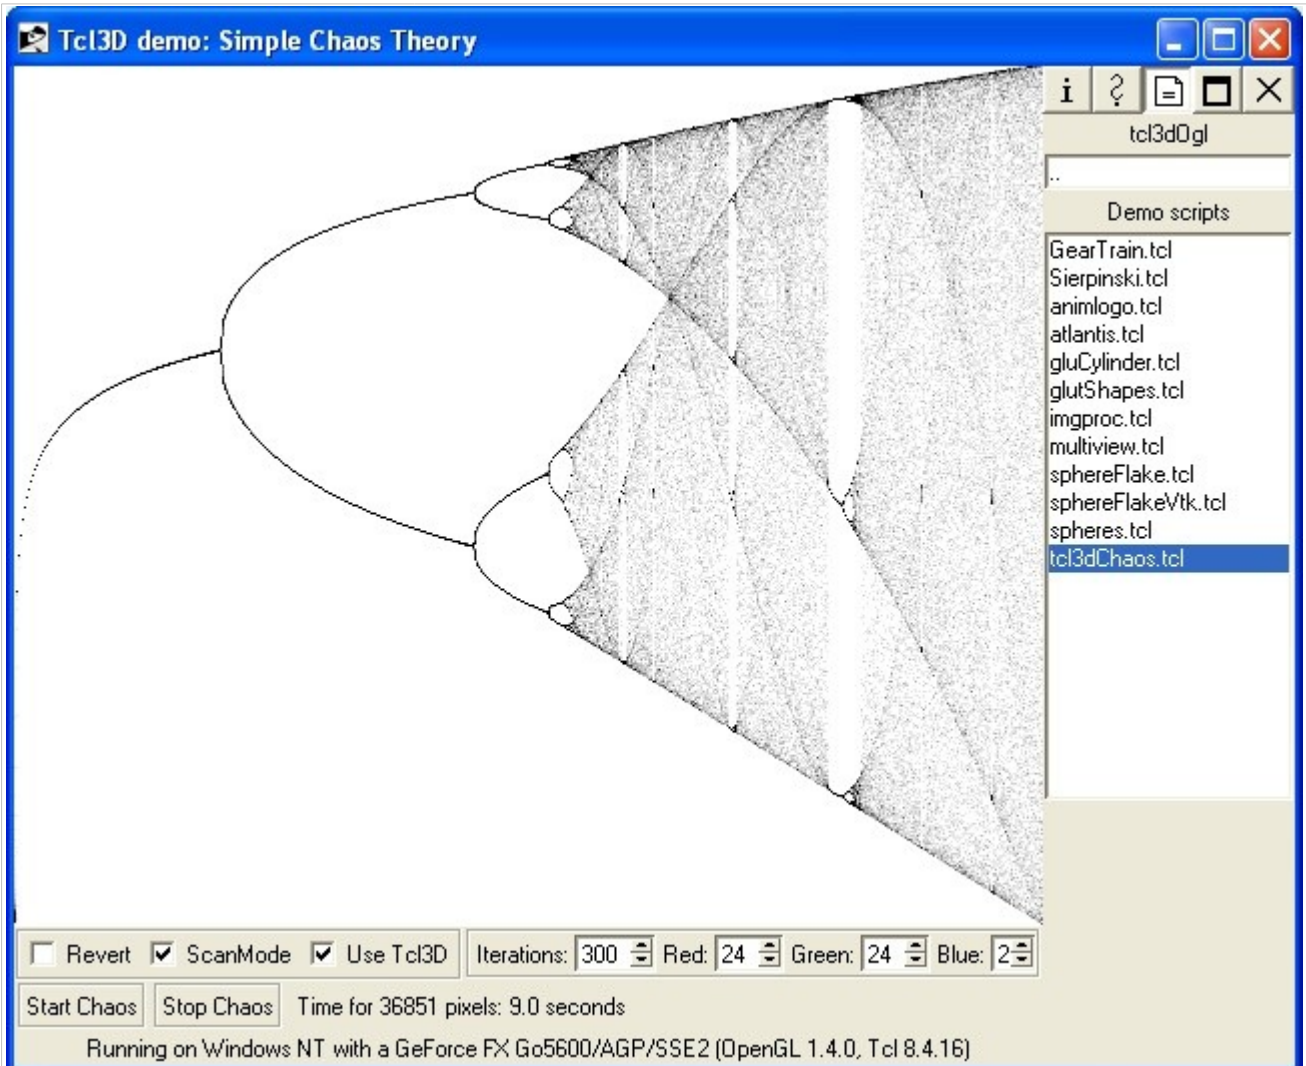 Tcl3D demo: Simple Chaos Theory
tcl3dOgl
..
Demo scripts
GearTrain.tcl
Sierpinski.tcl
animlogo.tcl
atlantis.tcl
gluCylinder.tcl
glutShapes.tcl
imgproc.tcl
multiview.tcl
sphereFlake.tcl
sphereFlakeVtk.tcl
spheres.tcl
tcl3dChaos.tcl
Revert ScanMode Use Tcl3D Iterations: 300 Red: 24 Green: 24 Blue: 2
Start Chaos Stop Chaos Time for 36851 pixels: 9.0 seconds
Running on Windows NT with a GeForce FX Go5600/AGP/SSE2 (OpenGL 1.4.0, Tcl 8.4.16)